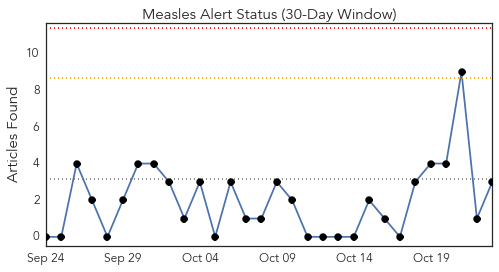 Measles Alert Status (30-Day Window)
Articles Found
10
8
6
4
2
0
Sep 24
Sep 29
Oct 04
Oct 09
Oct 14
Oct 19